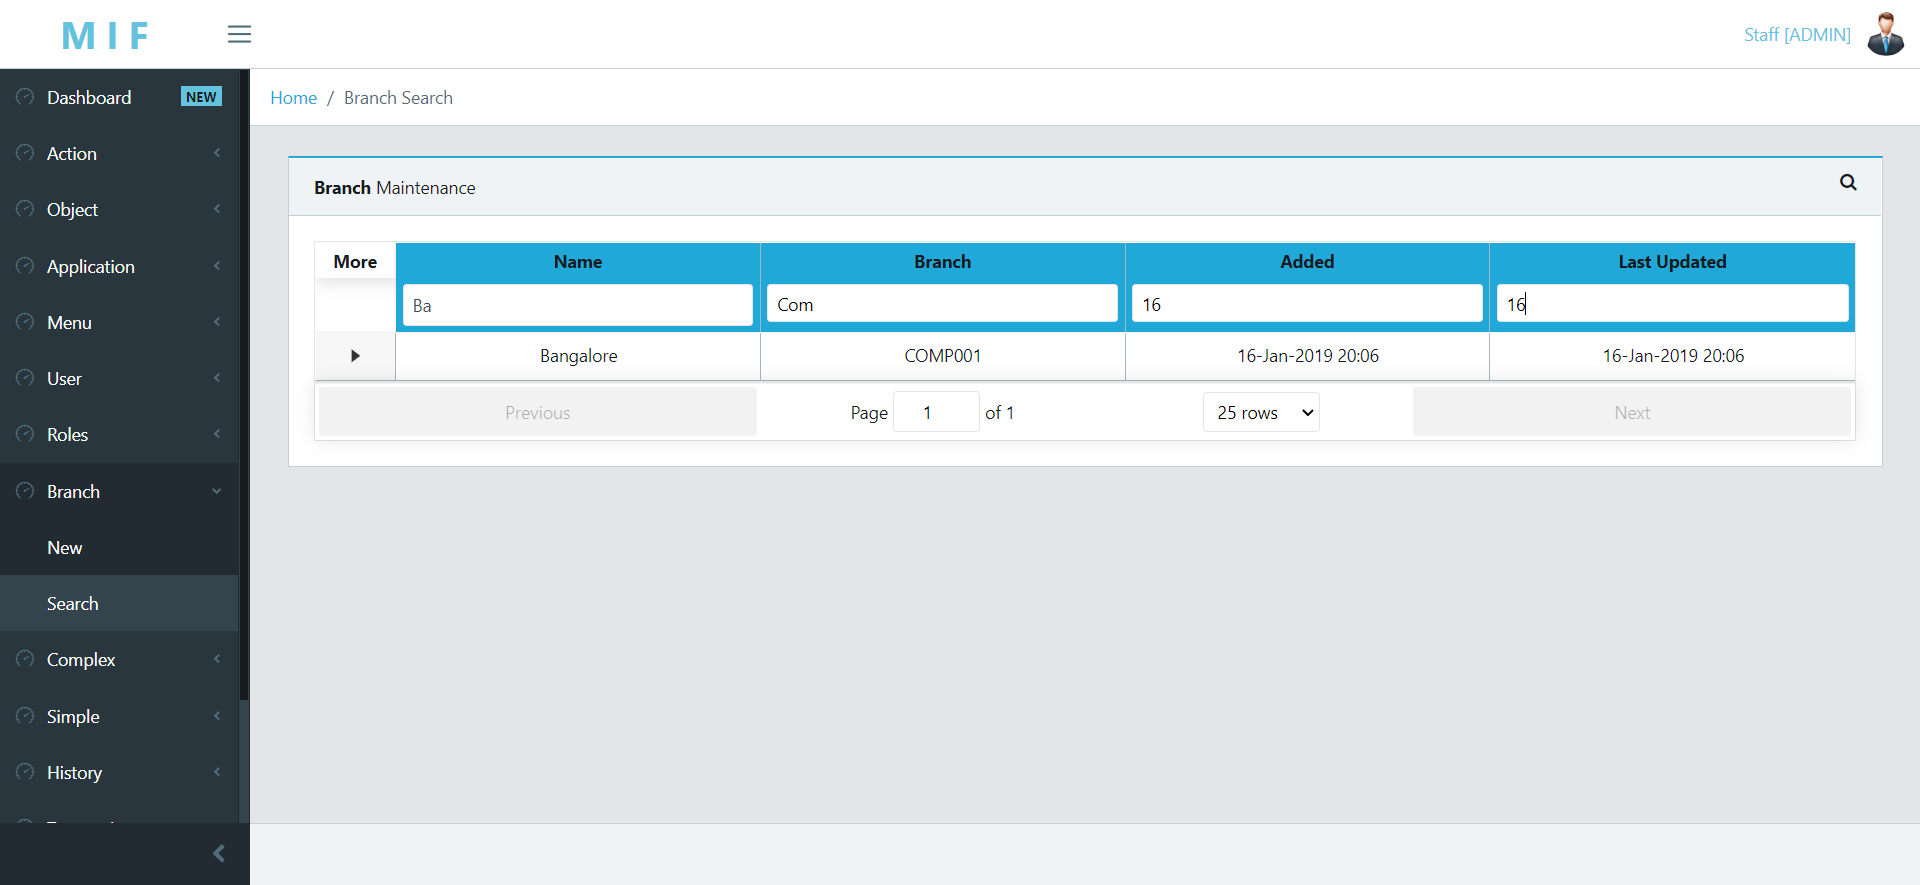 MIF
Staff [ADMIN]
Dashboard NEW
Action
Object
Application
Menu
User
Roles
Branch
New
Search
Complex
Simple
History
Home / Branch Search
Branch Maintenance
More Name Branch Added Last Updated
Ba Com 16 16
Bangalore COMP001 16-Jan-2019 20:06 16-Jan-2019 20:06
Previous Page 1 of 1 25 rows Next